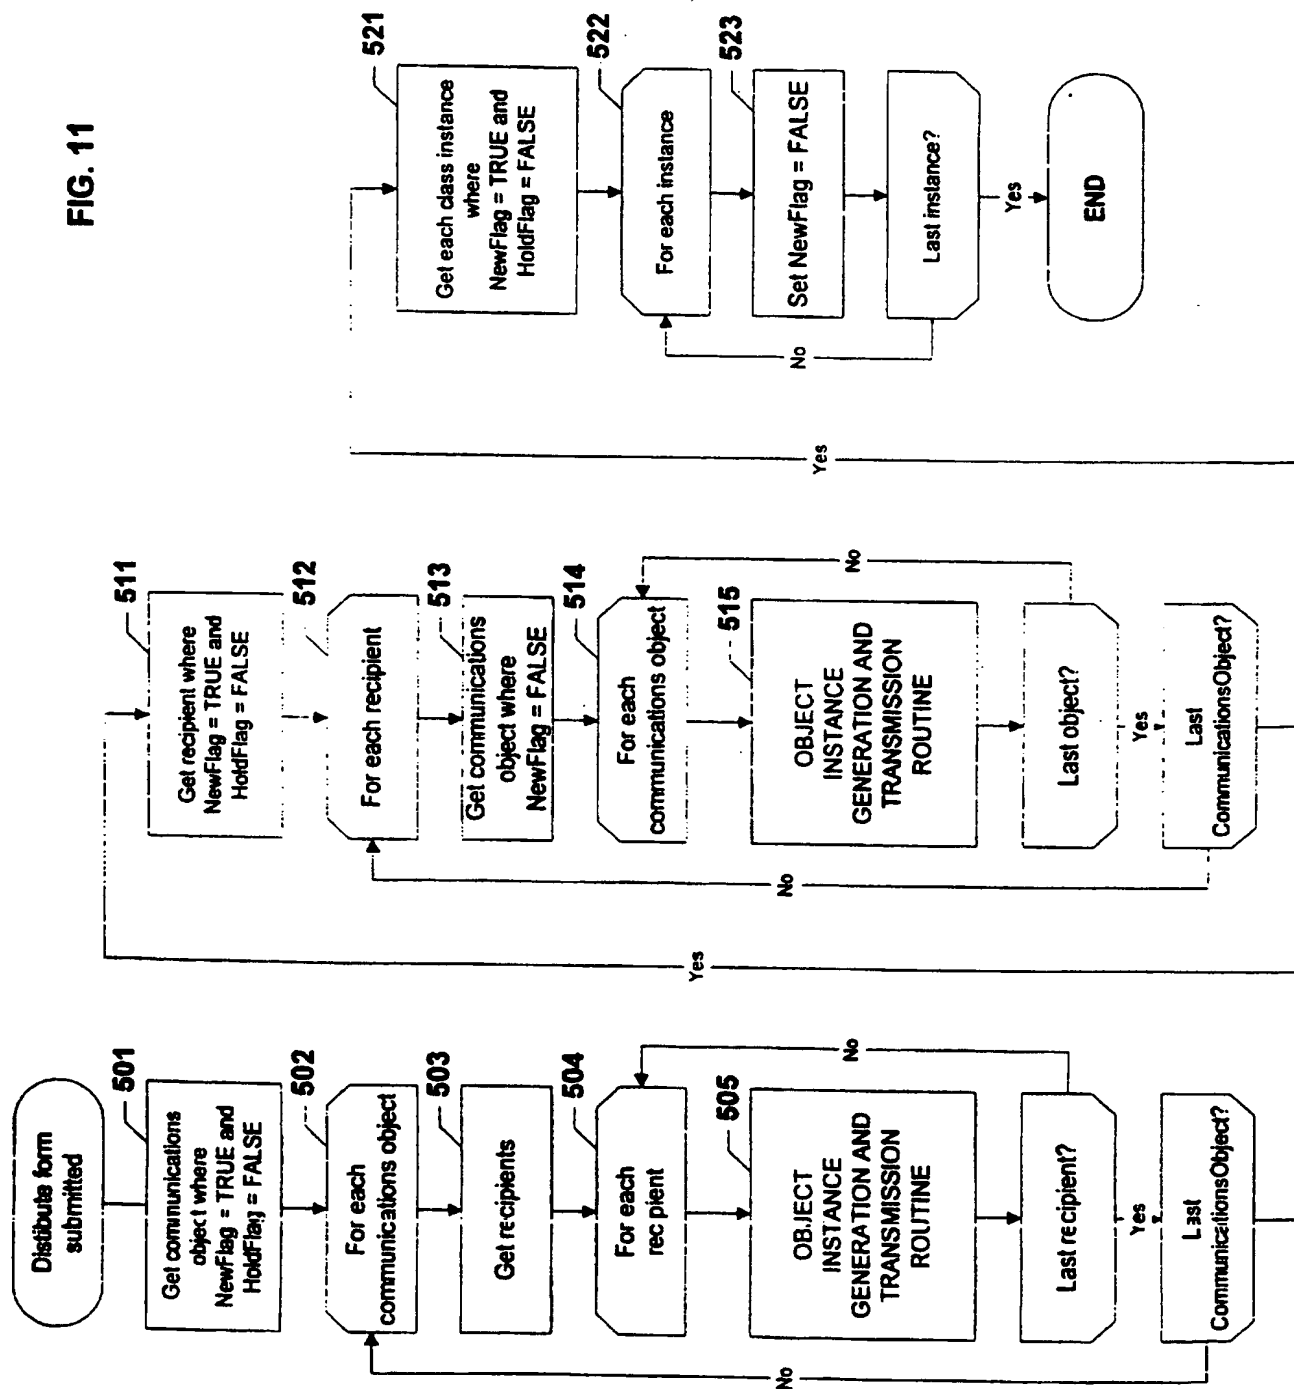 FIG. 11
Distibute form
submitted
501
Get communications
object where
NewFlag = TRUE and
HoldFlag = FALSE
502
For each
communications object
503
Get recipients
504
For each
recipient
505
OBJECT
INSTANCE
GENERATION AND
TRANSMISSION
ROUTINE
No
Last recipient?
Yes
Last
CommunicationsObject?
No
Yes
511
Get recipient where
NewFlag = TRUE and
HoldFlag = FALSE
512
For each recipient
513
Get communications
object where
NewFlag = FALSE
514
For each
communications object
515
OBJECT
INSTANCE
GENERATION AND
TRANSMISSION
ROUTINE
No
Last object?
Yes
Last
CommunicationsObject?
No
Yes
521
Get each class instance
where
NewFlag = TRUE and
HoldFlag = FALSE
522
For each instance
523
Set NewFlag = FALSE
Last instance?
No
Yes
END